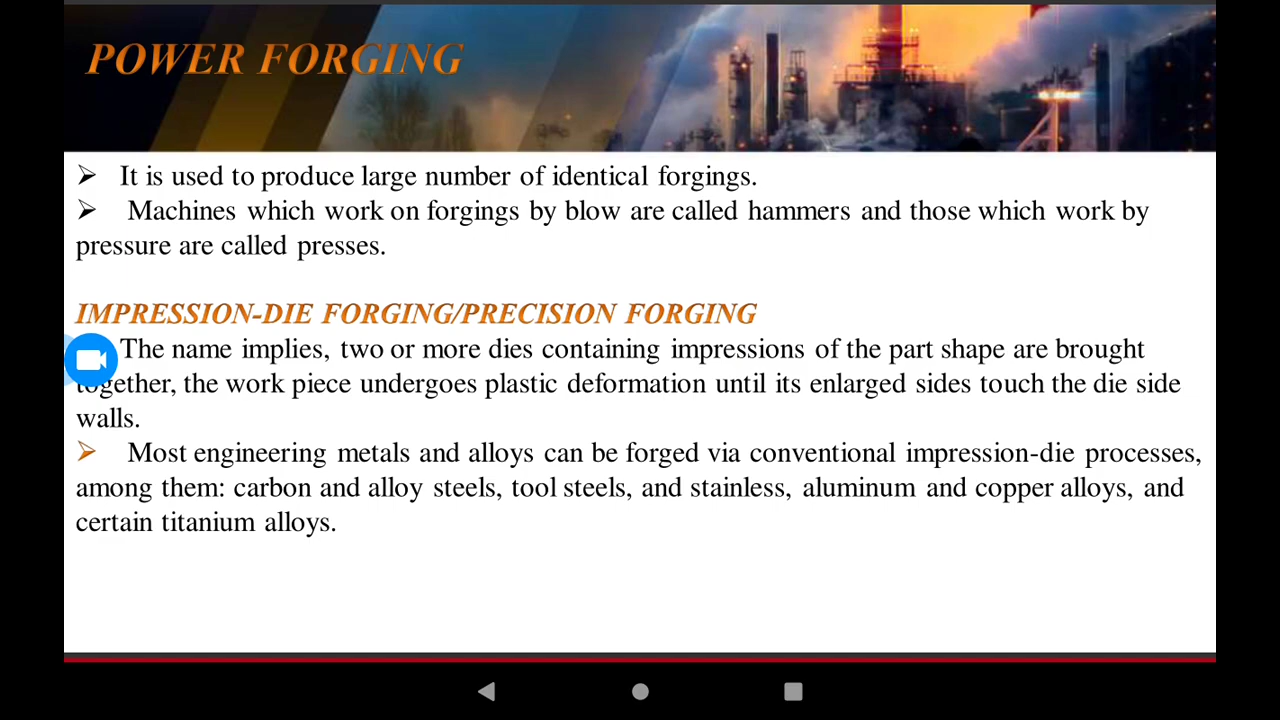 POWER FORGING
➢ It is used to produce large number of identical forgings.
➢ Machines which work on forgings by blow are called hammers and those which work by
pressure are called presses.
IMPRESSION-DIE FORGING/PRECISION FORGING
The name implies, two or more dies containing impressions of the part shape are brought
together, the work piece undergoes plastic deformation until its enlarged sides touch the die side
walls.
➢ Most engineering metals and alloys can be forged via conventional impression-die processes,
among them: carbon and alloy steels, tool steels, and stainless, aluminum and copper alloys, and
certain titanium alloys.